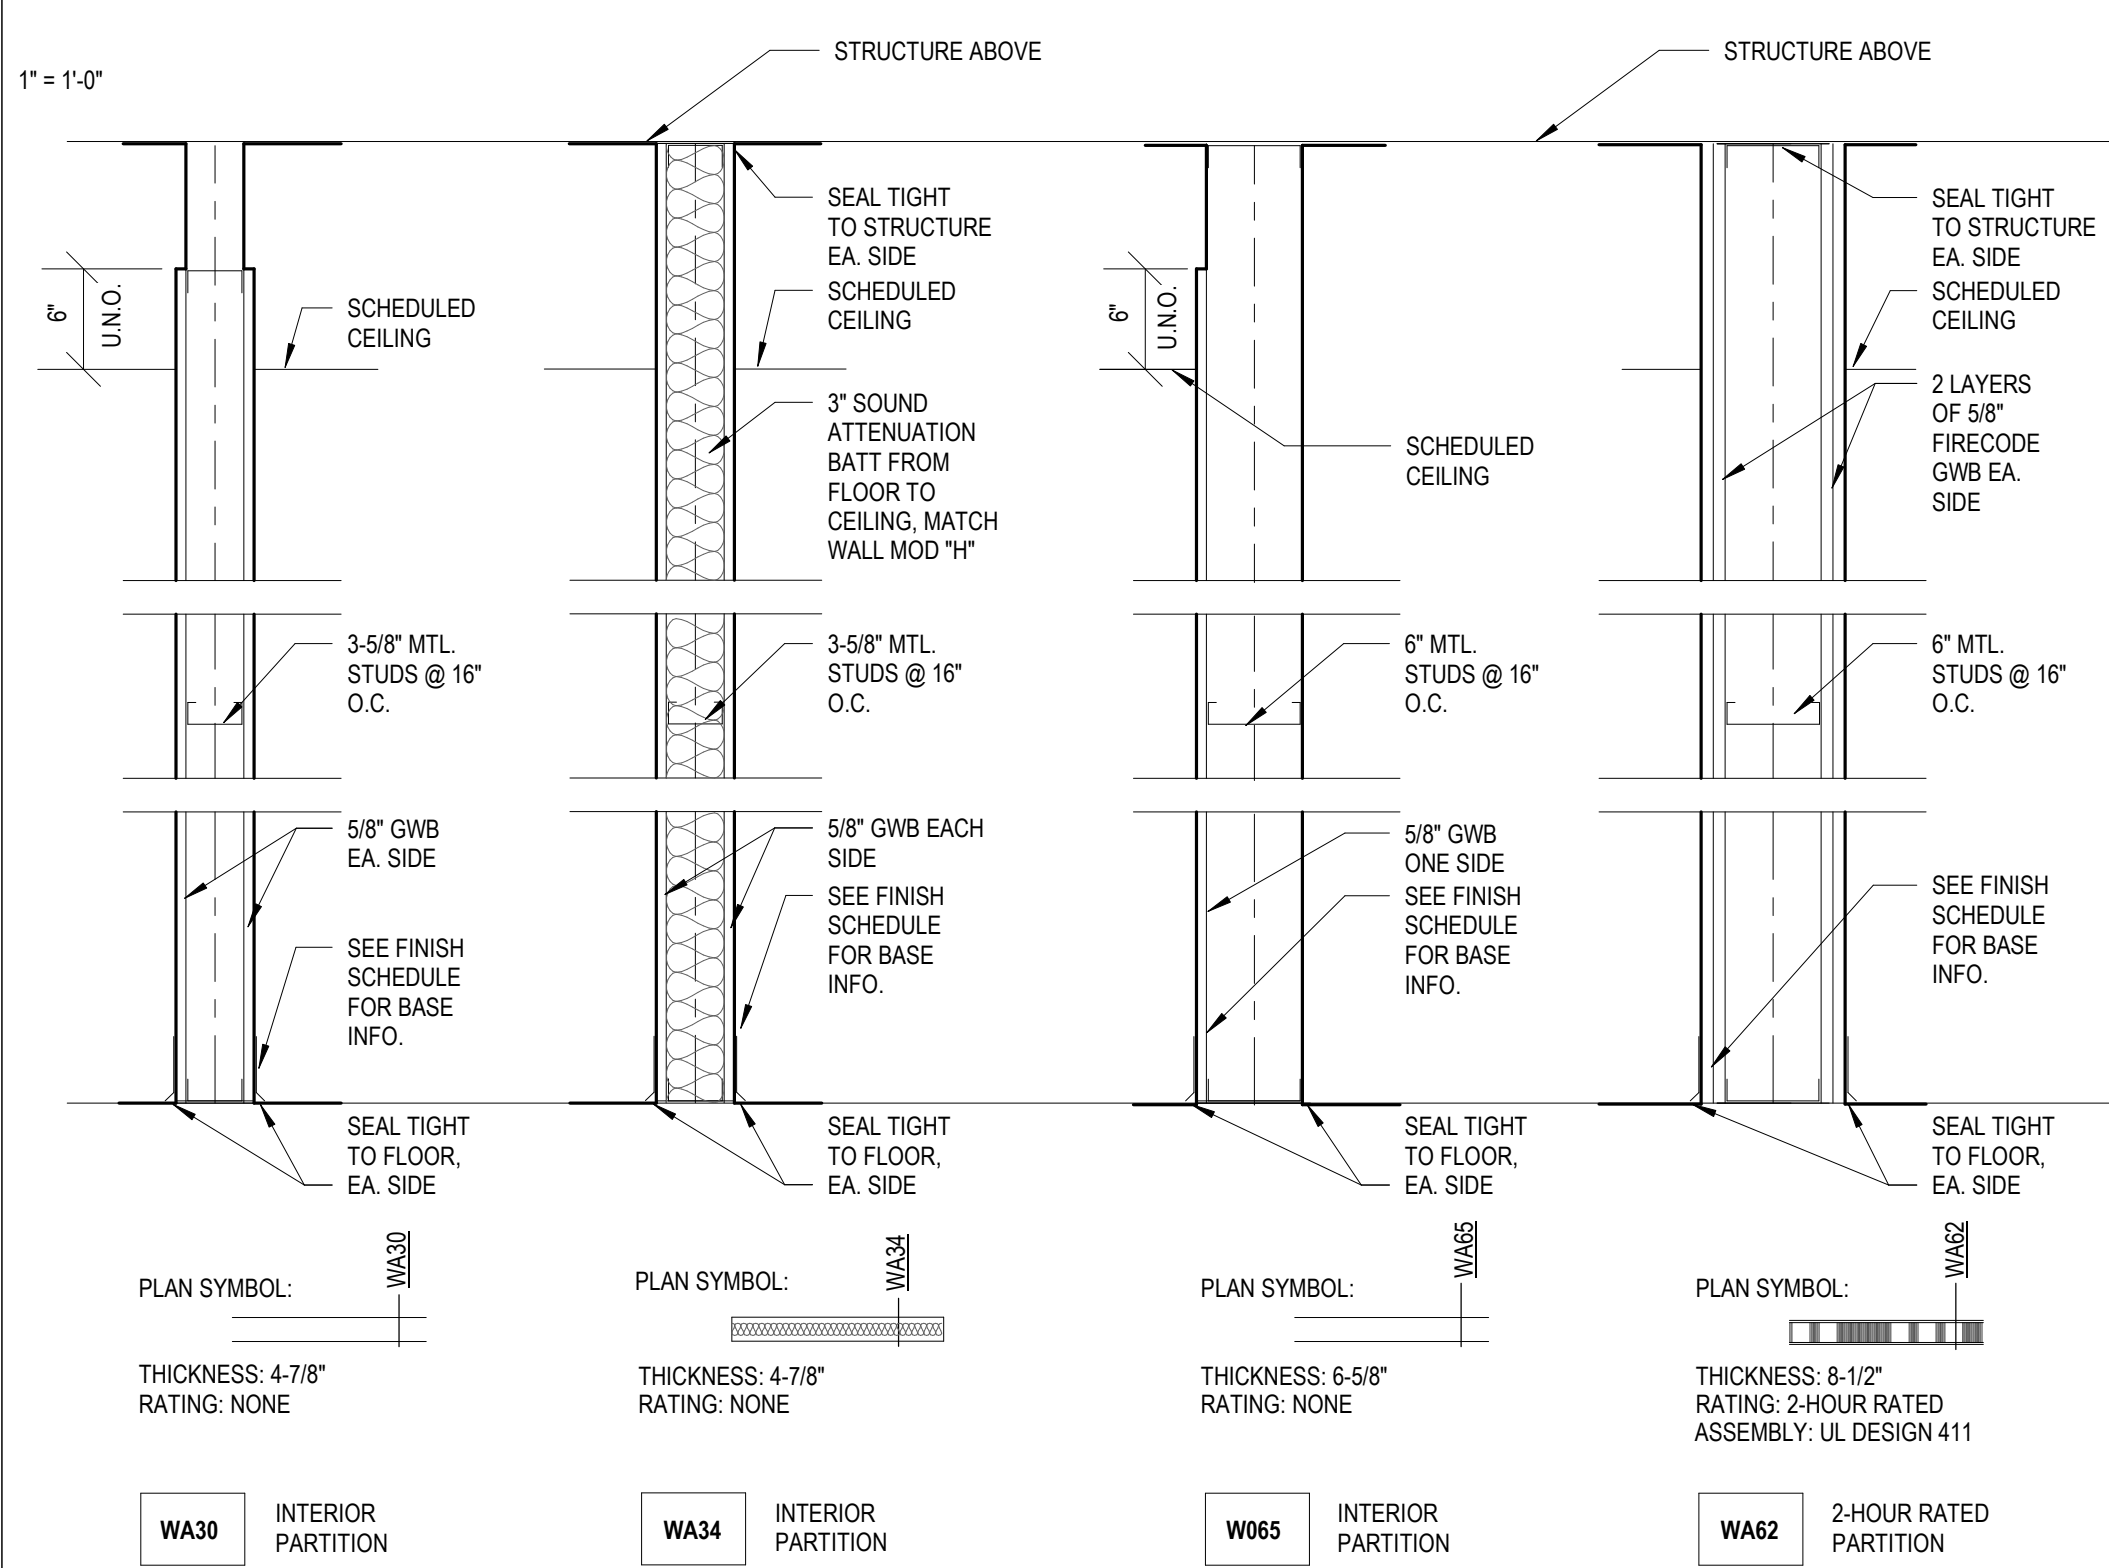 1" = 1'-0"
STRUCTURE ABOVE
STRUCTURE ABOVE
6"
U.N.O.
SCHEDULED
CEILING
3-5/8" MTL.
STUDS @ 16"
O.C.
5/8" GWB
EA. SIDE
SEE FINISH
SCHEDULE
FOR BASE
INFO.
SEAL TIGHT
TO FLOOR,
EA. SIDE
PLAN SYMBOL:
WA30
THICKNESS: 4-7/8"
RATING: NONE
WA30
INTERIOR
PARTITION
SEAL TIGHT
TO STRUCTURE
EA. SIDE
SCHEDULED
CEILING
3" SOUND
ATTENUATION
BATT FROM
FLOOR TO
CEILING, MATCH
WALL MOD "H"
3-5/8" MTL.
STUDS @ 16"
O.C.
5/8" GWB EACH
SIDE
SEE FINISH
SCHEDULE
FOR BASE
INFO.
SEAL TIGHT
TO FLOOR,
EA. SIDE
PLAN SYMBOL:
WA34
THICKNESS: 4-7/8"
RATING: NONE
WA34
INTERIOR
PARTITION
6"
U.N.O.
SCHEDULED
CEILING
6" MTL.
STUDS @ 16"
O.C.
5/8" GWB
ONE SIDE
SEE FINISH
SCHEDULE
FOR BASE
INFO.
SEAL TIGHT
TO FLOOR,
EA. SIDE
PLAN SYMBOL:
WA65
THICKNESS: 6-5/8"
RATING: NONE
W065
INTERIOR
PARTITION
SEAL TIGHT
TO STRUCTURE
EA. SIDE
SCHEDULED
CEILING
2 LAYERS
OF 5/8"
FIRECODE
GWB EA.
SIDE
6" MTL.
STUDS @ 16"
O.C.
SEE FINISH
SCHEDULE
FOR BASE
INFO.
SEAL TIGHT
TO FLOOR,
EA. SIDE
PLAN SYMBOL:
WA62
THICKNESS: 8-1/2"
RATING: 2-HOUR RATED
ASSEMBLY: UL DESIGN 411
WA62
2-HOUR RATED
PARTITION